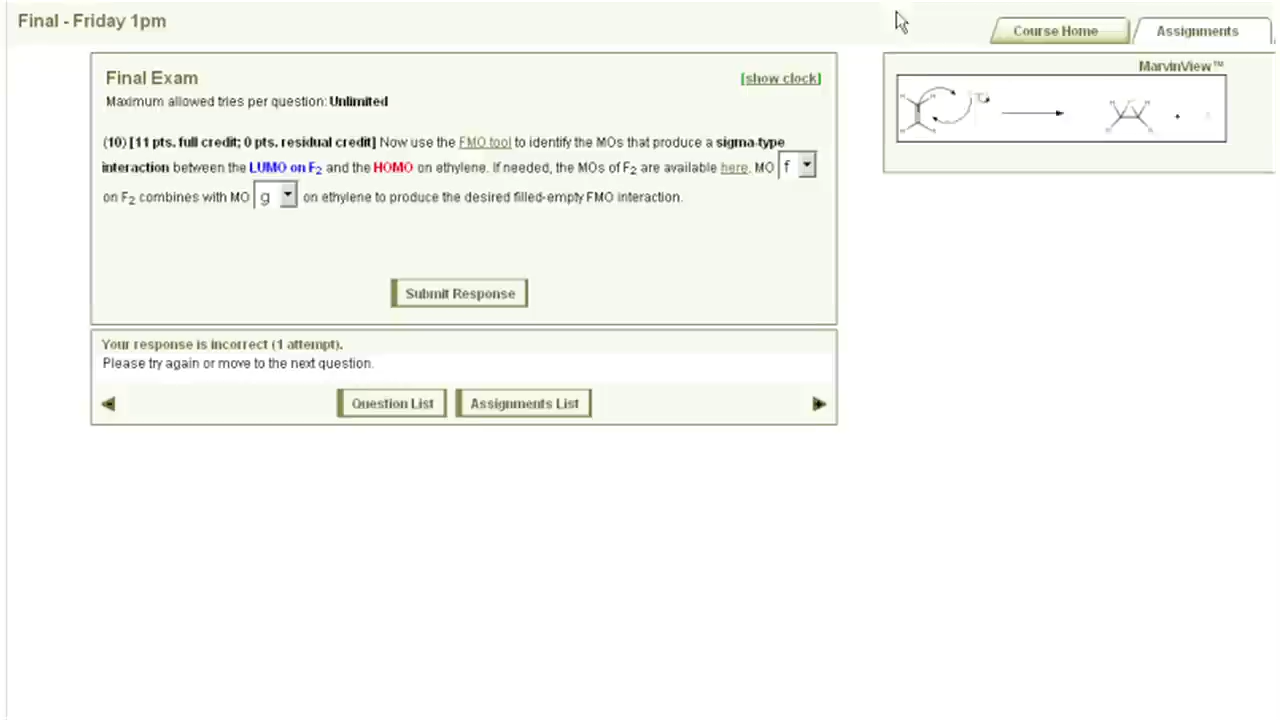 Final - Friday 1pm
Course Home
Assignments
Final Exam
[show clock]
Maximum allowed tries per question: Unlimited
(10) [11 pts, full credit; 0 pts, residual credit] Now use the FMO tool to identify the MOs that produce a sigma-type
interaction between the LUMO on F2 and the HOMO on ethylene. If needed, the MOs of F2 are available here. MO f
on F2 combines with MO g on ethylene to produce the desired filled-empty FMO interaction.
Submit Response
Your response is incorrect (1 attempt).
Please try again or move to the next question.
Question List
Assignments List
MarvinView™